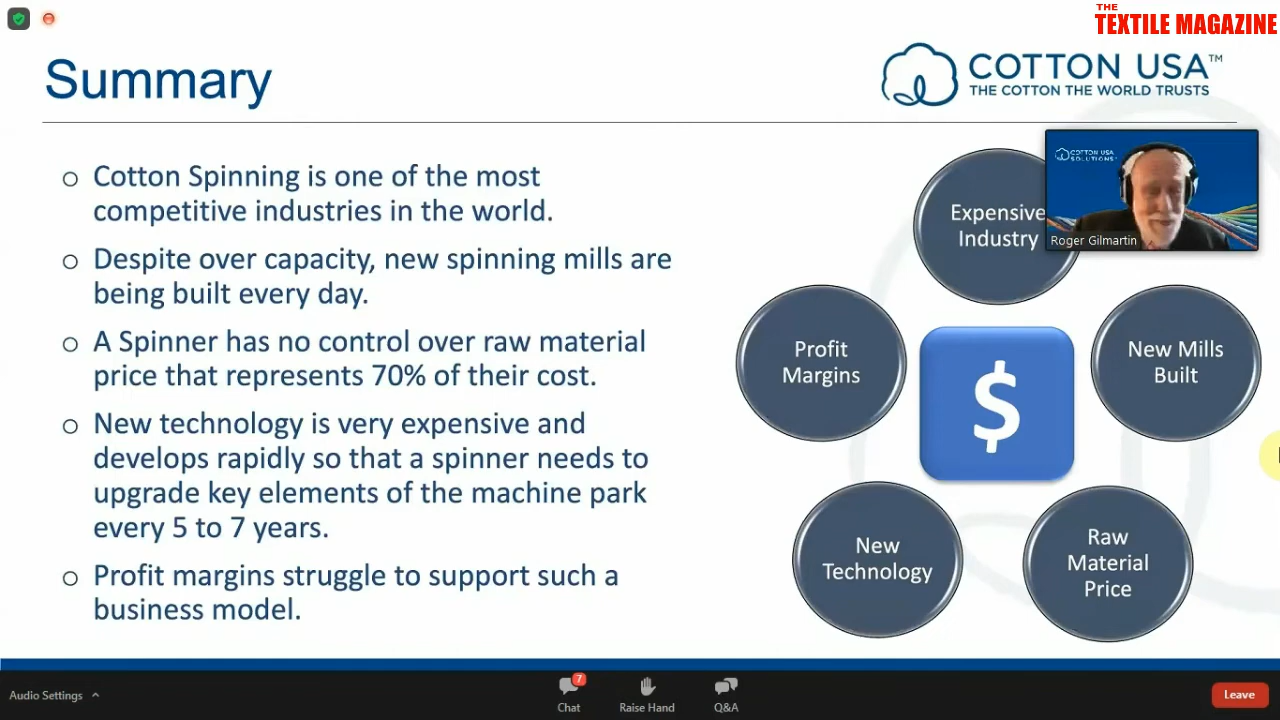 THE
TEXTILE MAGAZINE
Summary
COTTON USA™
THE COTTON THE WORLD TRUSTS
○ Cotton Spinning is one of the most
competitive industries in the world.
○ Despite over capacity, new spinning mills are
being built every day.
○ A Spinner has no control over raw material
price that represents 70% of their cost.
○ New technology is very expensive and
develops rapidly so that a spinner needs to
upgrade key elements of the machine park
every 5 to 7 years.
○ Profit margins struggle to support such a
business model.
Expensive
Industry
COTTON USA
SOLUTIONS
Roger Gilmartin
Profit
Margins
$
New Mills
Built
New
Technology
Raw
Material
Price
Audio Settings
7
Chat
Raise Hand
Q&A
Leave